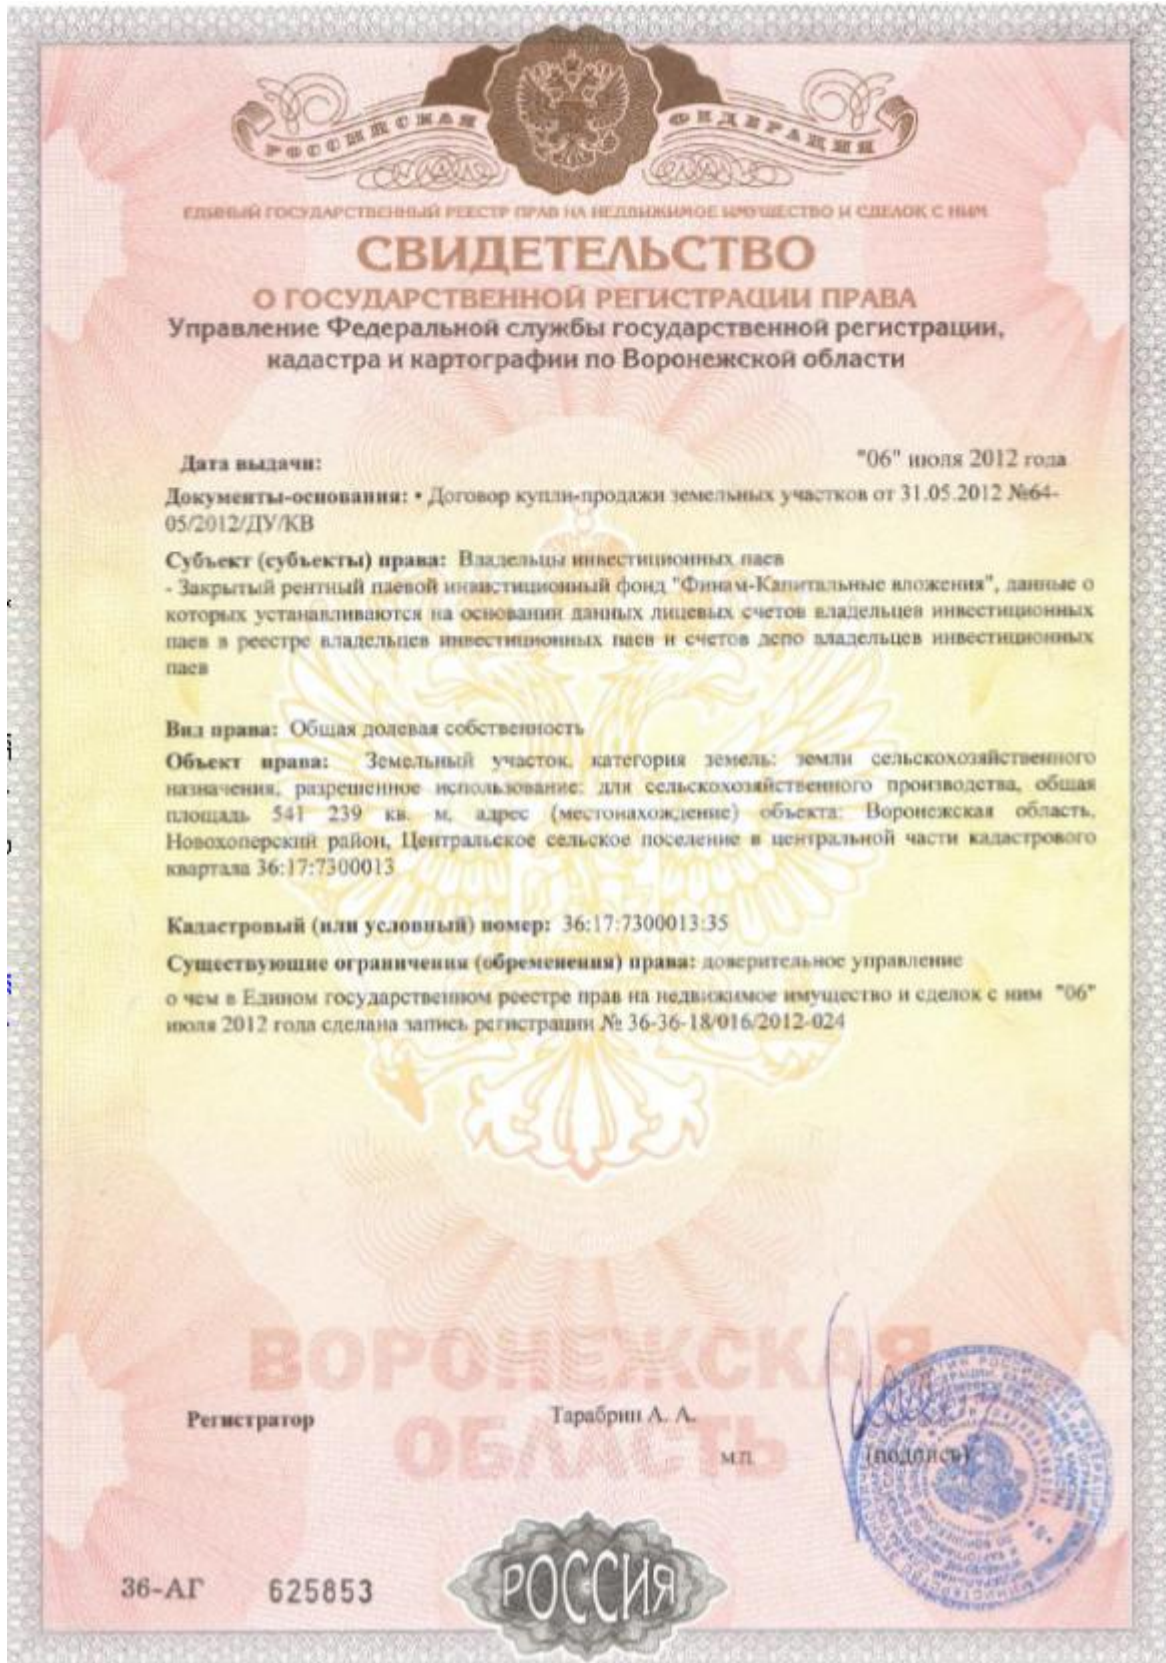 РОССИЙСКАЯ ФЕДЕРАЦИЯ
ЕДИНЫЙ ГОСУДАРСТВЕННЫЙ РЕЕСТР ПРАВ НА НЕДВИЖИМОЕ ИМУЩЕСТВО И СДЕЛОК С НИМ
СВИДЕТЕЛЬСТВО
О ГОСУДАРСТВЕННОЙ РЕГИСТРАЦИИ ПРАВА
Управление Федеральной службы государственной регистрации,
кадастра и картографии по Воронежской области
Дата выдачи: "06" июля 2012 года
Документы-основания: • Договор купли-продажи земельных участков от 31.05.2012 №64-
05/2012/ДУ/КВ
Субъект (субъекты) права: Владельцы инвестиционных паев
- Закрытый рентный паевой инвистиционный фонд "Финам-Капитальные вложения", данные о
которых устанавливаются на основании данных лицевых счетов владельцев инвестиционных
паев в реестре владельцев инвестиционных паев и счетов депо владельцев инвестиционных
паев
Вид права: Общая долевая собственность
Объект права: Земельный участок, категория земель: земли сельскохозяйственного
назначения, разрешенное использование: для сельскохозяйственного производства, общая
площадь 541 239 кв. м, адрес (местонахождение) объекта: Воронежская область,
Новохоперский район, Центральское сельское поселение в центральной части кадастрового
квартала 36:17:7300013
Кадастровый (или условный) номер: 36:17:7300013:35
Существующие ограничения (обременения) права: доверительное управление
о чем в Едином государственном реестре прав на недвижимое имущество и сделок с ним "06"
июля 2012 года сделана запись регистрации № 36-36-18/016/2012-024
ВОРОНЕЖСКАЯ
ОБЛАСТЬ
Регистратор Тарабрин А. А.
м.п. (подпись)
36-АГ 625853
РОССИЯ